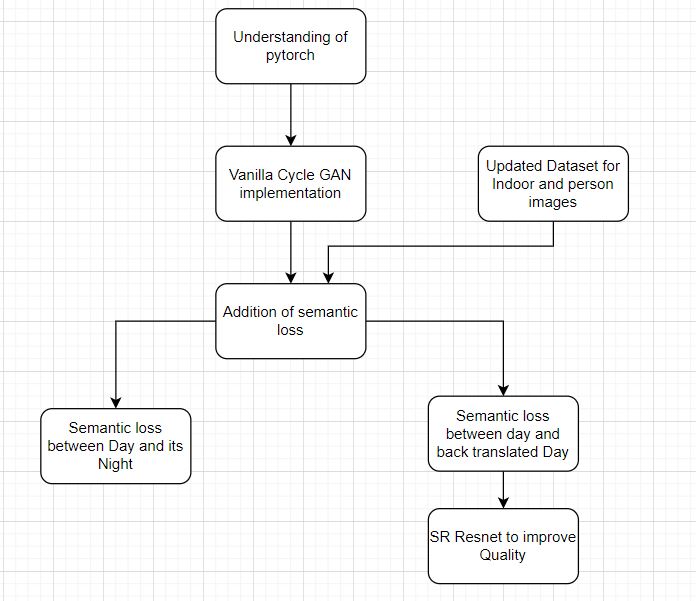 Understanding of
pytorch
Vanilla Cycle GAN
implementation
Updated Dataset for
Indoor and person
images
Addition of semantic
loss
Semantic loss
between Day and its
Night
Semantic loss
between day and
back translated Day
SR Resnet to improve
Quality